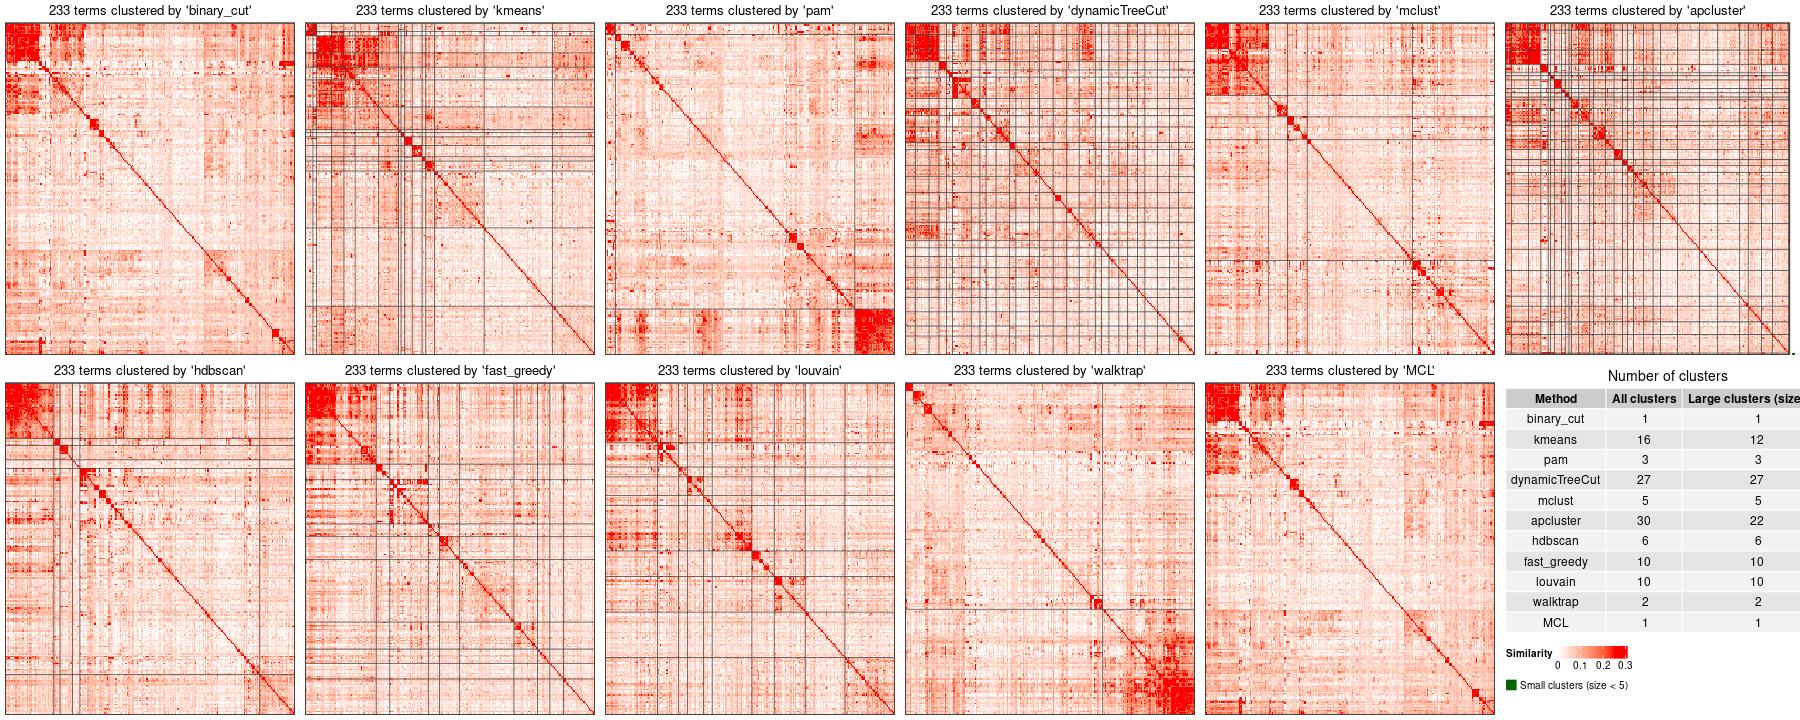 233 terms clustered by 'binary_cut'
233 terms clustered by 'kmeans'
233 terms clustered by 'pam'
233 terms clustered by 'dynamicTreeCut'
233 terms clustered by 'mclust'
233 terms clustered by 'apcluster'
233 terms clustered by 'hdbscan'
233 terms clustered by 'fast_greedy'
233 terms clustered by 'louvain'
233 terms clustered by 'walktrap'
233 terms clustered by 'MCL'
Number of clusters
Method All clusters Large clusters (size
binary_cut 1 1
kmeans 16 12
pam 3 3
dynamicTreeCut 27 27
mclust 5 5
apcluster 30 22
hdbscan 6 6
fast_greedy 10 10
louvain 10 10
walktrap 2 2
MCL 1 1
Similarity
0 0.1 0.2 0.3
Small clusters (size < 5)